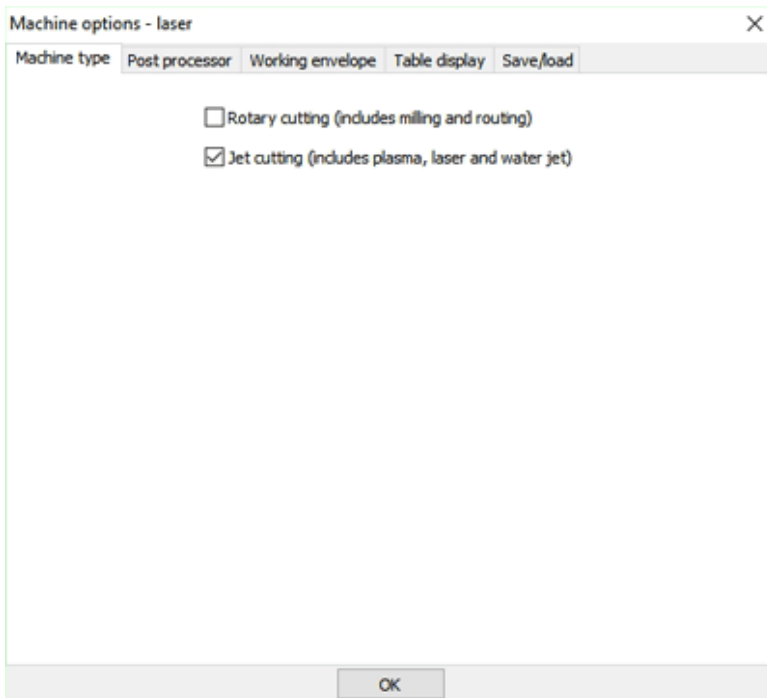 Machine options - laser
Machine type Post processor Working envelope Table display Save/load
Rotary cutting (includes milling and routing)
Jet cutting (includes plasma, laser and water jet)
OK